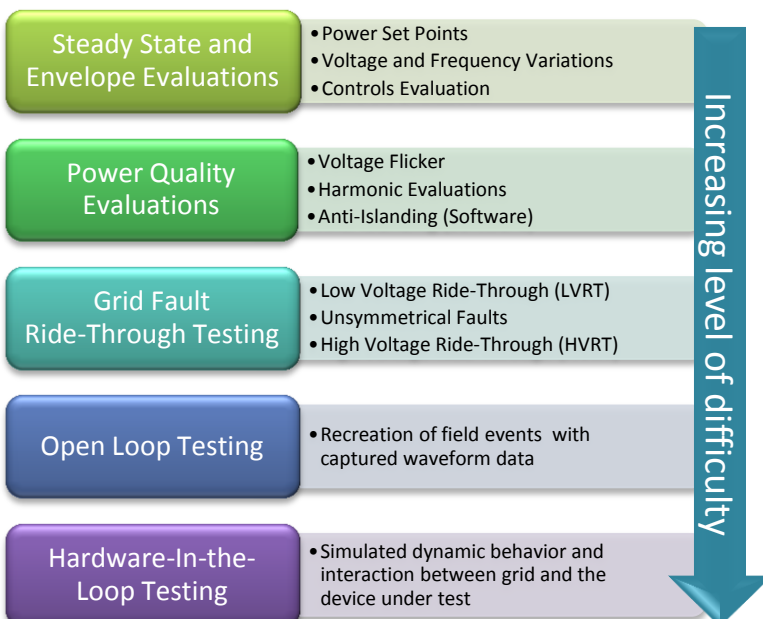 Steady State and
Envelope Evaluations
•Power Set Points
•Voltage and Frequency Variations
•Controls Evaluation
Power Quality
Evaluations
•Voltage Flicker
•Harmonic Evaluations
•Anti-Islanding (Software)
Grid Fault
Ride-Through Testing
•Low Voltage Ride-Through (LVRT)
•Unsymmetrical Faults
•High Voltage Ride-Through (HVRT)
Open Loop Testing
•Recreation of field events with
captured waveform data
Hardware-In-the-
Loop Testing
•Simulated dynamic behavior and
interaction between grid and the
device under test
Increasing level of difficulty